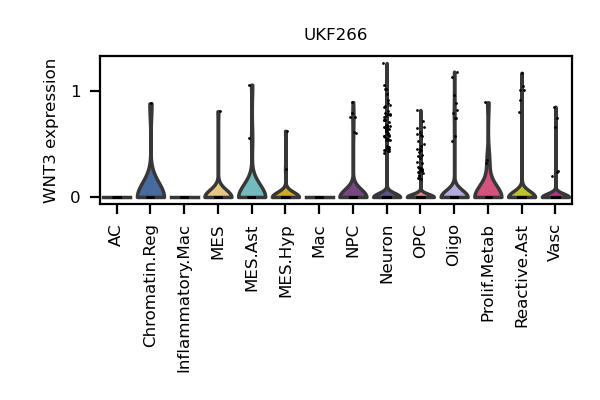 UKF266
WNT3 expression
1
0
AC
Chromatin.Reg
Inflammatory.Mac
MES
MES.Ast
MES.Hyp
Mac
NPC
Neuron
OPC
Oligo
Prolif.Metab
Reactive.Ast
Vasc